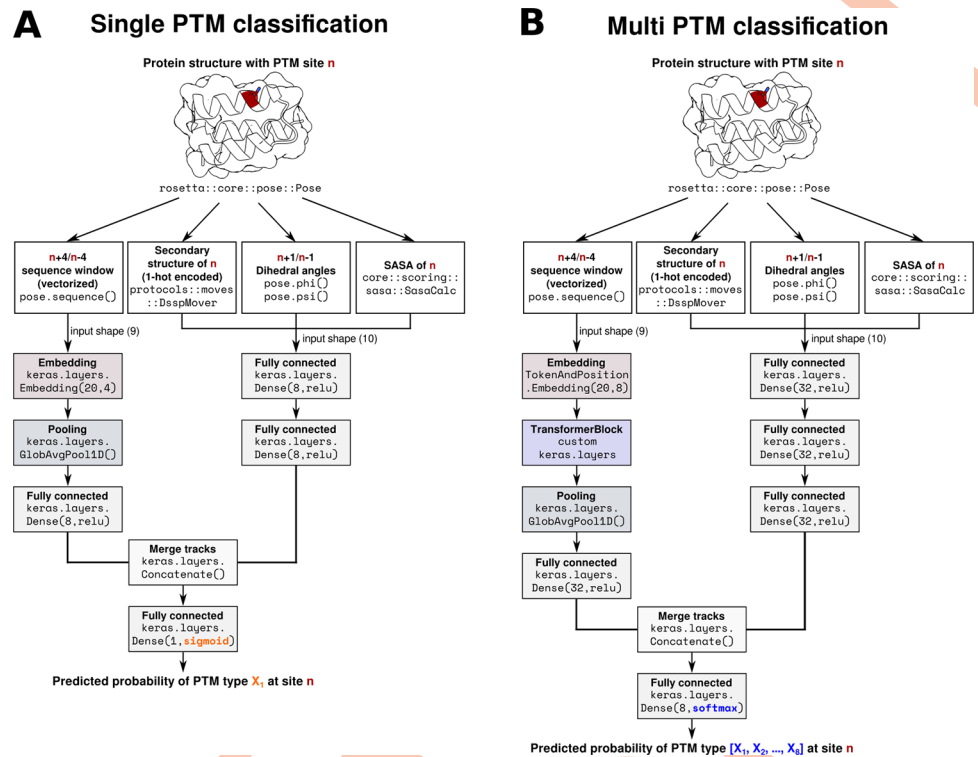 A
Single PTM classification
Protein structure with PTM site n
rosetta::core::pose::Pose
n+4/n-4
sequence window
(vectorized)
pose.sequence()
Secondary
structure of n
(1-hot encoded)
protocols::moves
::DsspMover
n+1/n-1
Dihedral angles
pose.phi()
pose.psi()
SASA of n
core::scoring::
sasa::SasaCalc
input shape (9)
input shape (10)
Embedding
keras.layers.
Embedding(20,4)
Fully connected
keras.layers.
Dense(8,relu)
Pooling
keras.layers.
GlobAvgPool1D()
Fully connected
keras.layers.
Dense(8,relu)
Fully connected
keras.layers.
Dense(8,relu)
Merge tracks
keras.layers.
Concatenate()
Fully connected
keras.layers.
Dense(1,sigmoid)
Predicted probability of PTM type X₁ at site n
B
Multi PTM classification
Protein structure with PTM site n
rosetta::core::pose::Pose
n+4/n-4
sequence window
(vectorized)
pose.sequence()
Secondary
structure of n
(1-hot encoded)
protocols::moves
::DsspMover
n+1/n-1
Dihedral angles
pose.phi()
pose.psi()
SASA of n
core::scoring::
sasa::SasaCalc
input shape (9)
input shape (10)
Embedding
TokenAndPosition
.Embedding(20,8)
Fully connected
keras.layers.
Dense(32,relu)
TransformerBlock
custom
keras.layers
Fully connected
keras.layers.
Dense(32,relu)
Pooling
keras.layers.
GlobAvgPool1D()
Fully connected
keras.layers.
Dense(32,relu)
Fully connected
keras.layers.
Dense(32,relu)
Merge tracks
keras.layers.
Concatenate()
Fully connected
keras.layers.
Dense(8,softmax)
Predicted probability of PTM type [X₁, X₂, ..., X₈] at site n